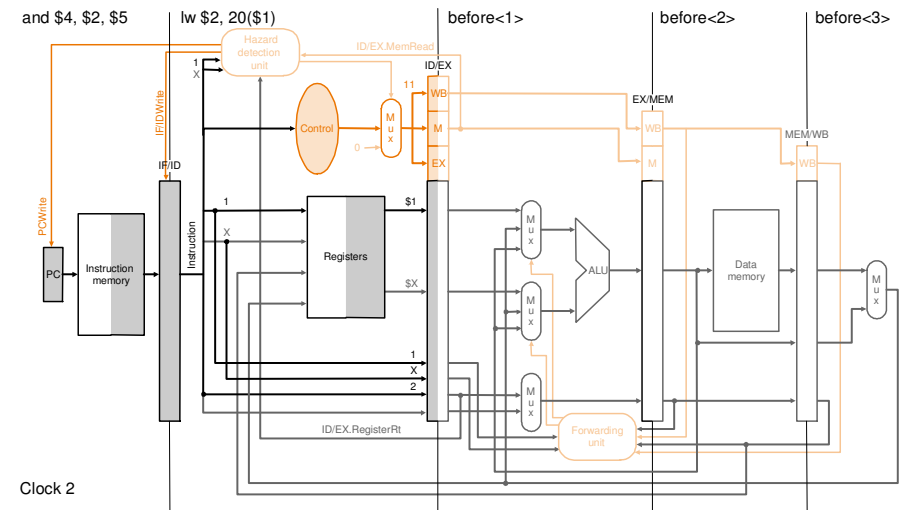 and $4, $2, $5
lw $2, 20($1)
before<1>
before<2>
before<3>
Hazard
detection
unit
ID/EX.MemRead
1
X
ID/EX
11
WB
EX/MEM
IF/IDWrite
Control
M
u
x
M
WB
MEM/WB
0
EX
M
WB
IF/ID
PCWrite
Instruction
1
$1
M
u
x
X
PC
Instruction
memory
Registers
ALU
Data
memory
M
u
x
$X
M
u
x
1
X
2
M
u
x
ID/EX.RegisterRt
Forwarding
unit
Clock 2